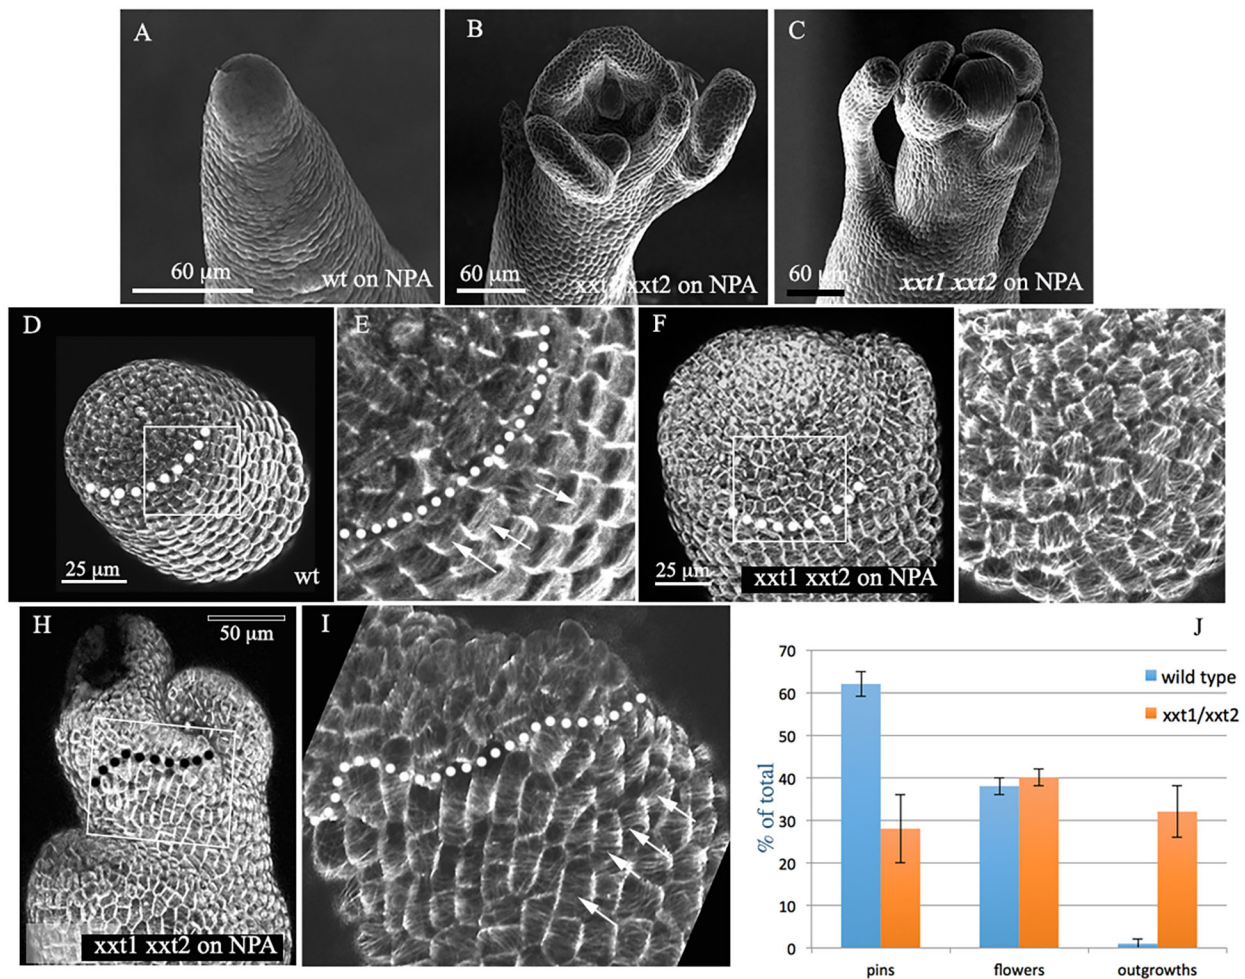 A
60 µm
wt on NPA
B
60 µm
xxt1 xxt2 on NPA
C
60 µm
xxt1 xxt2 on NPA
D
25 µm
wt
E
F
25 µm
xxt1 xxt2 on NPA
G
H
50 µm
xxt1 xxt2 on NPA
I
J
% of total
70
60
50
40
30
20
10
0
wild type
xxt1/xxt2
pins
flowers
outgrowths